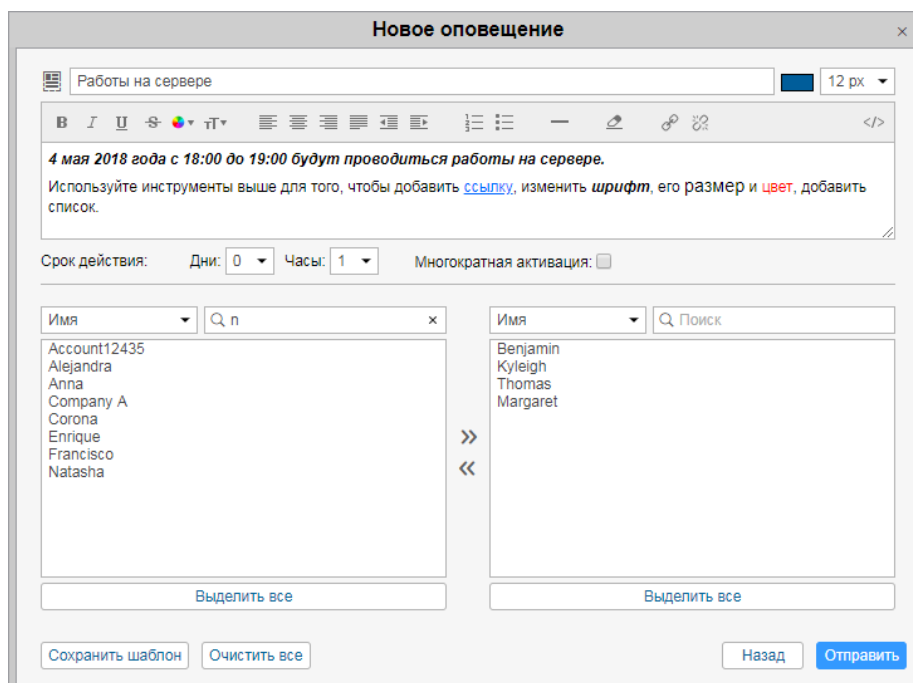 Новое оповещение ×
Работы на сервере 12 px
B I U S тT </>
4 мая 2018 года с 18:00 до 19:00 будут проводиться работы на сервере.
Используйте инструменты выше для того, чтобы добавить ссылку, изменить шрифт, его размер и цвет, добавить
список.
Срок действия: Дни: 0 Часы: 1 Многократная активация:
Имя n × Имя Поиск
Account12435
Alejandra
Anna
Company A
Corona
Enrique
Francisco
Natasha
Benjamin
Kyleigh
Thomas
Margaret
» «
Выделить все Выделить все
Сохранить шаблон Очистить все Назад Отправить